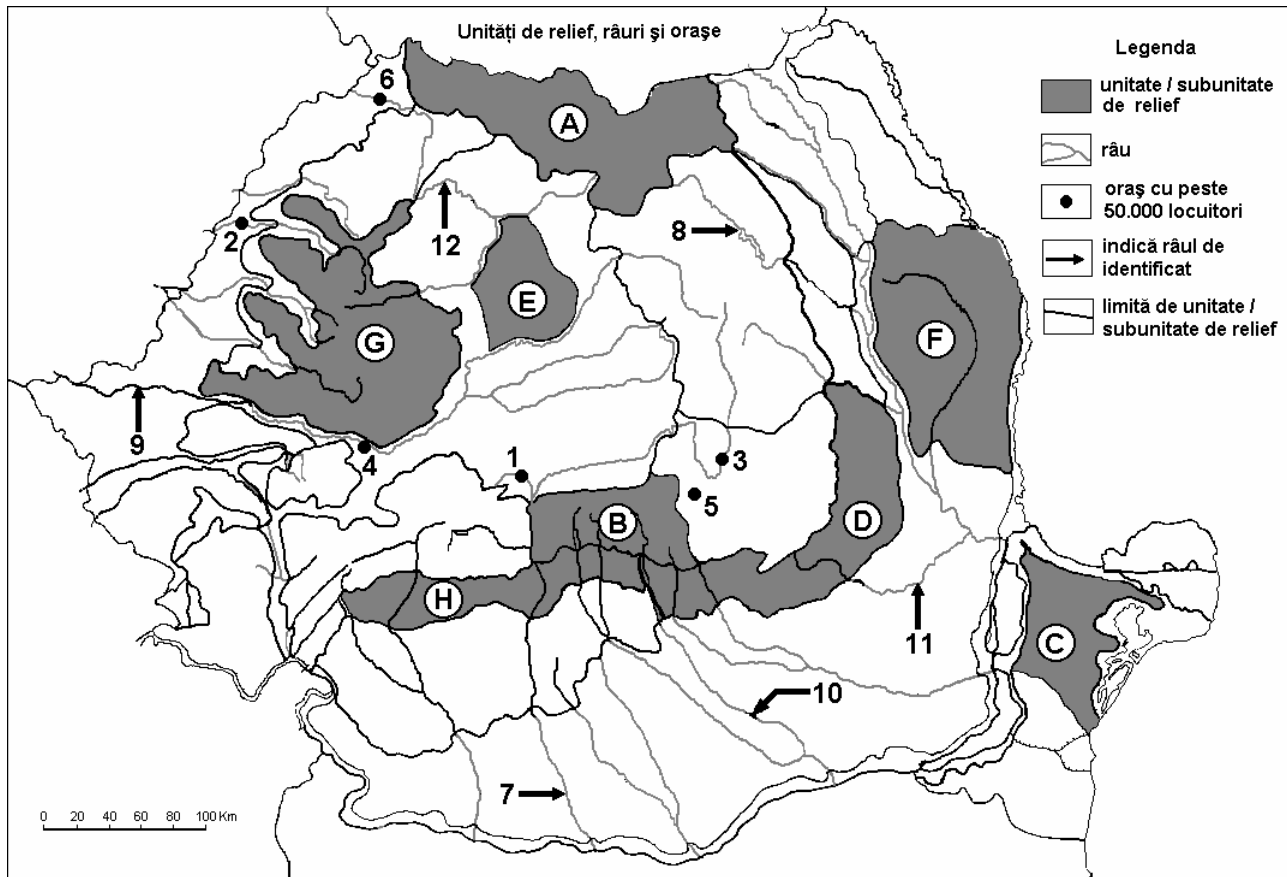 Unităţi de relief, râuri şi oraşe
Legenda
unitate / subunitate
de relief
râu
oraş cu peste
50.000 locuitori
indică râul de
identificat
limită de unitate /
subunitate de relief
6
A
2
12
8
E
F
G
9
4
1
3
5
B
D
H
11
C
10
7
0 20 40 60 80 100 Km